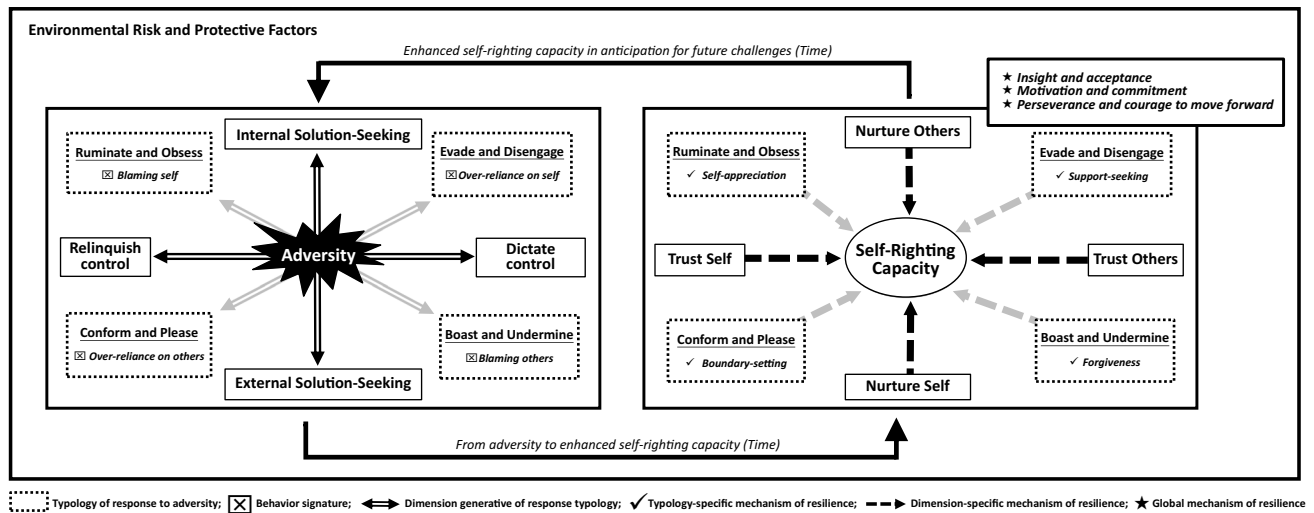 Environmental Risk and Protective Factors
Enhanced self-righting capacity in anticipation for future challenges (Time)
★ Insight and acceptance
★ Motivation and commitment
★ Perseverance and courage to move forward
Internal Solution-Seeking
Ruminate and Obsess
☒ Blaming self
Evade and Disengage
☒ Over-reliance on self
Relinquish
control
Adversity
Dictate
control
Conform and Please
☒ Over-reliance on others
Boast and Undermine
☒ Blaming others
External Solution-Seeking
Nurture Others
Ruminate and Obsess
✓ Self-appreciation
Evade and Disengage
✓ Support-seeking
Trust Self
Self-Righting
Capacity
Trust Others
Conform and Please
✓ Boundary-setting
Boast and Undermine
✓ Forgiveness
Nurture Self
From adversity to enhanced self-righting capacity (Time)
Typology of response to adversity; ☒ Behavior signature; Dimension generative of response typology; ✓ Typology-specific mechanism of resilience; Dimension-specific mechanism of resilience; ★ Global mechanism of resilience